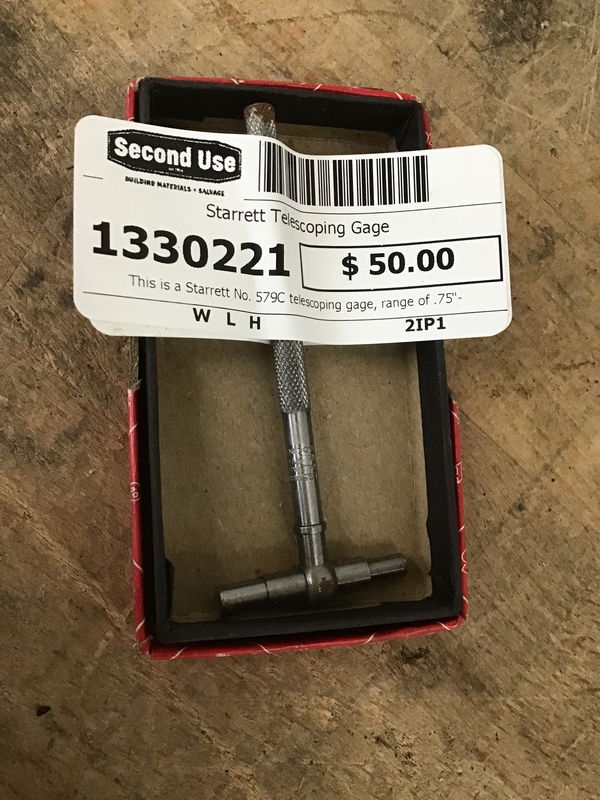 Second Use
BUILDING MATERIALS • SALVAGE
Starrett Telescoping Gage
1330221
$ 50.00
This is a Starrett No. 579C telescoping gage, range of .75"-
W L H
2IP1